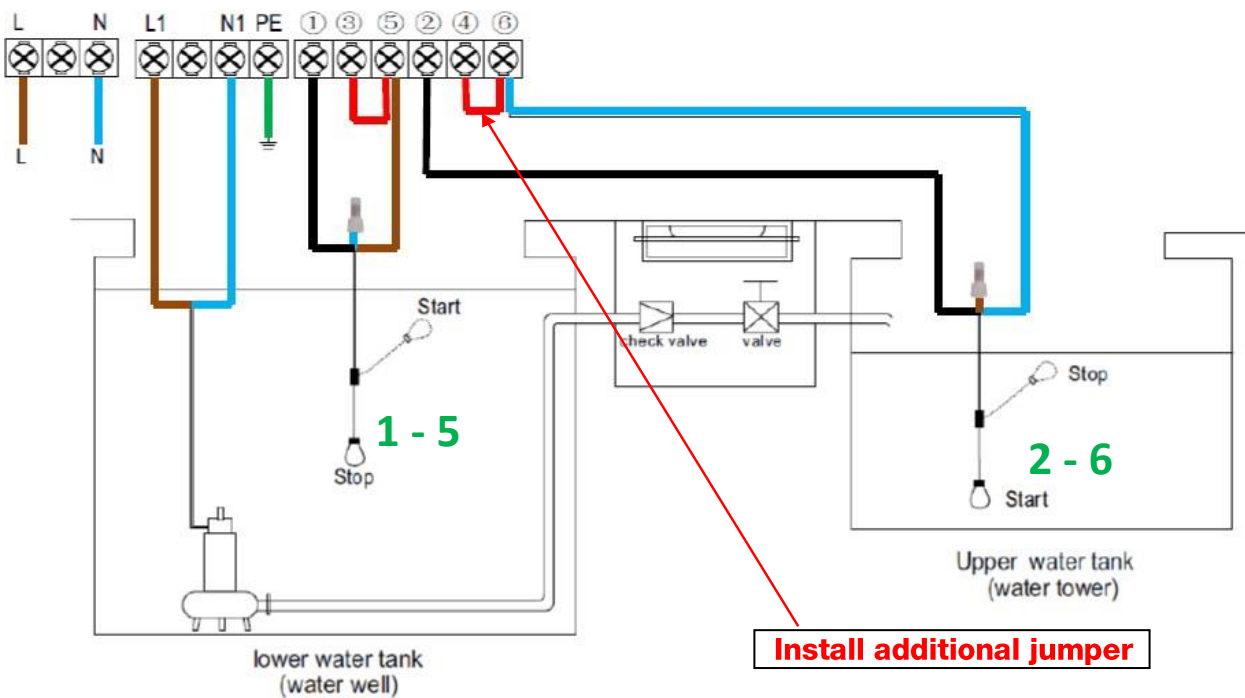 L N L1 N1 PE ① ③ ⑤ ② ④ ⑥
L N
Start
check valve valve
Stop
1 - 5
Stop
2 - 6
Start
Upper water tank
(water tower)
Install additional jumper
lower water tank
(water well)